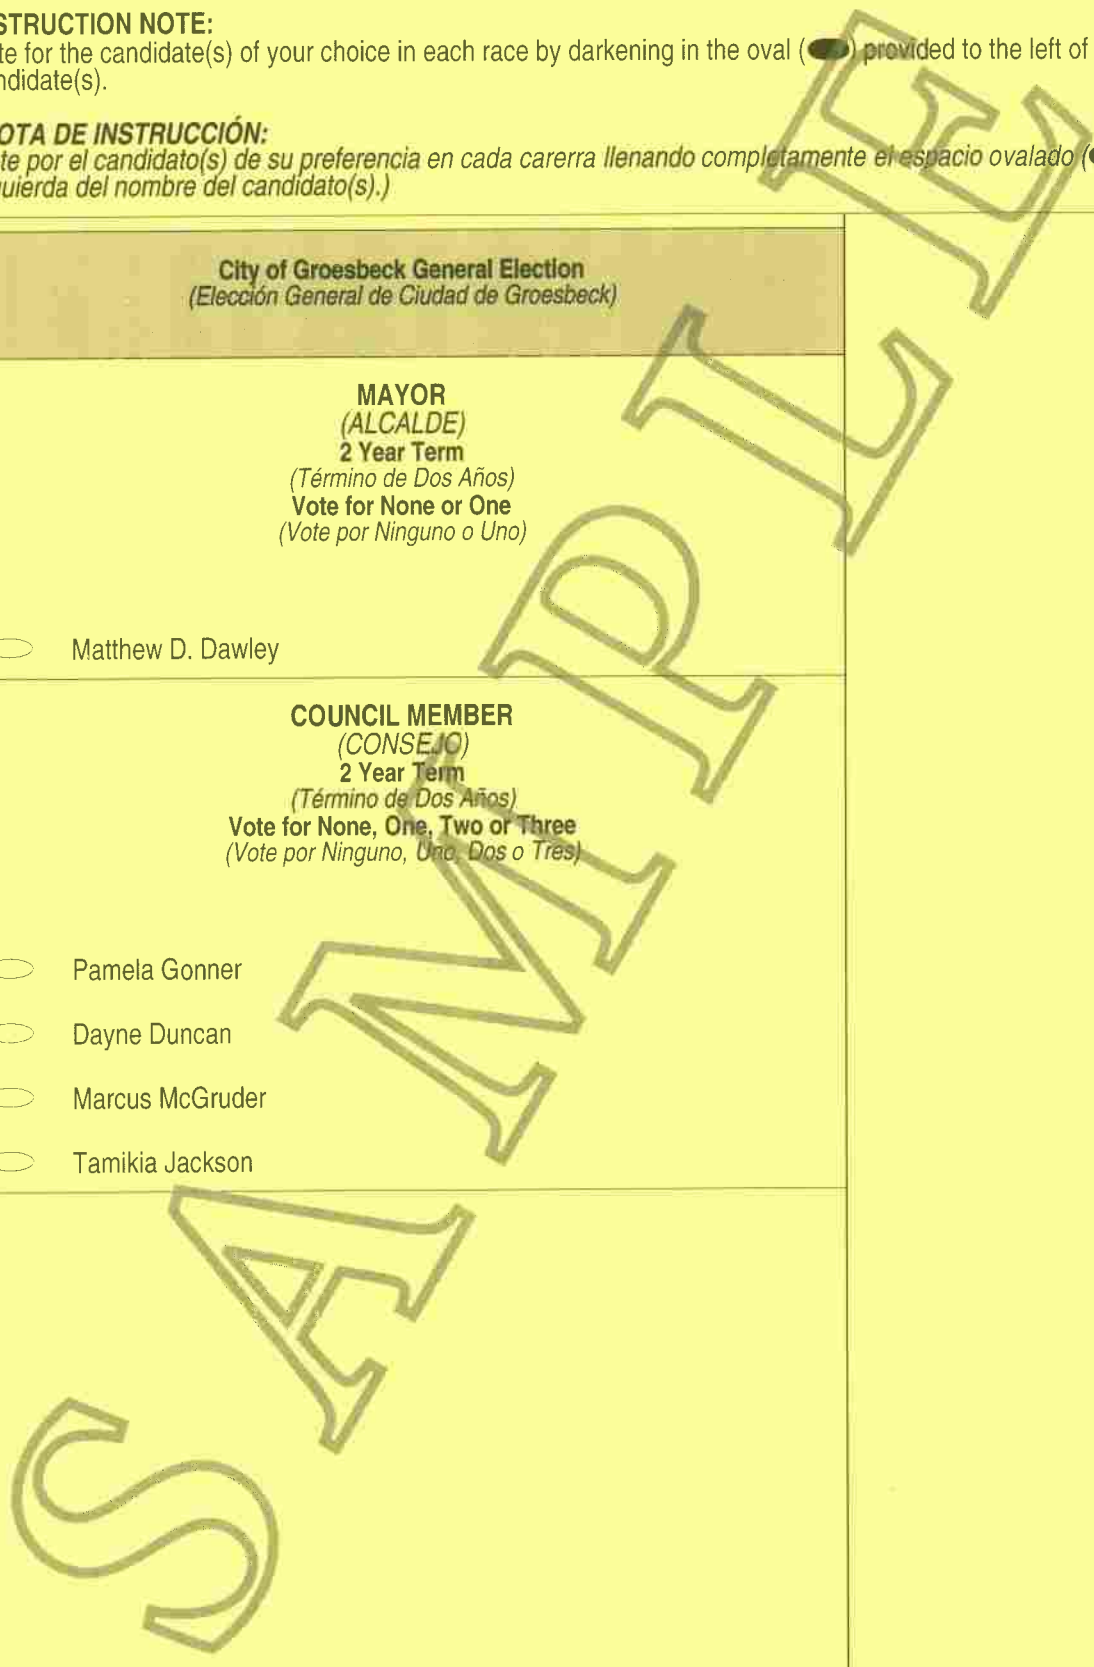 STRUCTION NOTE:
te for the candidate(s) of your choice in each race by darkening in the oval ( ) provided to the left of
ndidate(s).
OTA DE INSTRUCCIÓN:
te por el candidato(s) de su preferencia en cada carerra llenando completamente el espacio ovalado (
quierda del nombre del candidato(s).)
City of Groesbeck General Election
(Elección General de Ciudad de Groesbeck)
MAYOR
(ALCALDE)
2 Year Term
(Término de Dos Años)
Vote for None or One
(Vote por Ninguno o Uno)
Matthew D. Dawley
COUNCIL MEMBER
(CONSEJO)
2 Year Term
(Término de Dos Años)
Vote for None, One, Two or Three
(Vote por Ninguno, Uno, Dos o Tres)
Pamela Gonner
Dayne Duncan
Marcus McGruder
Tamikia Jackson
SAMPLE